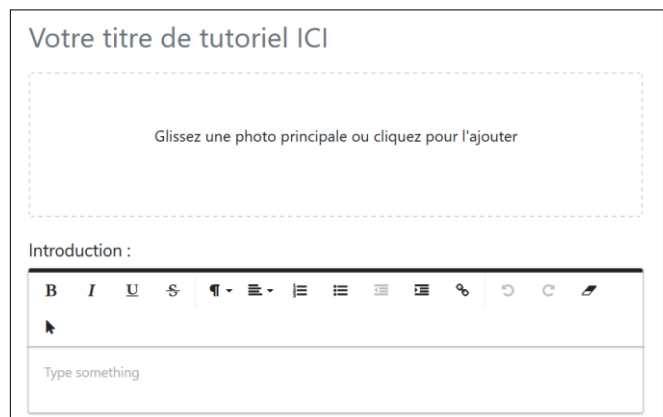 Votre titre de tutoriel ICI
Glissez une photo principale ou cliquez pour l'ajouter
Introduction :
B I U S
Type something